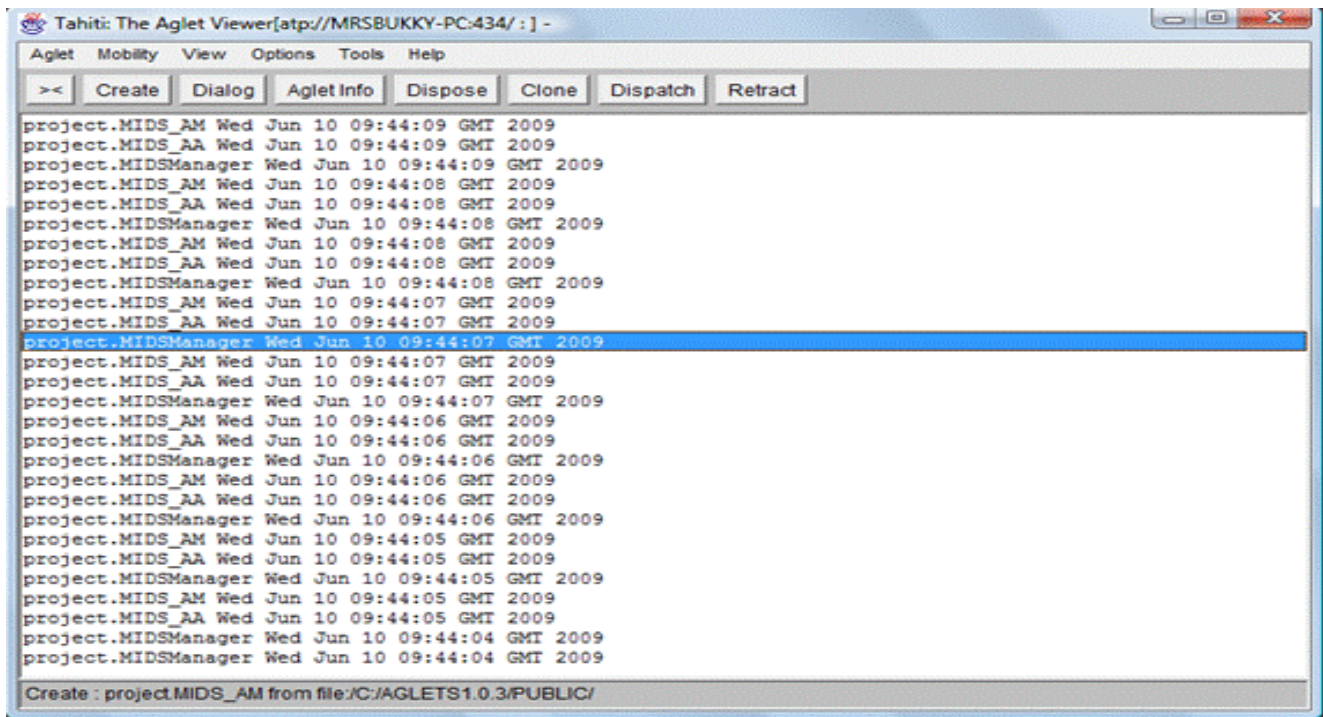 Tahiti: The Aglet Viewer[atp://MRSBUKKY-PC:434/ : ] -
Aglet Mobility View Options Tools Help
>< Create Dialog Aglet Info Dispose Clone Dispatch Retract
project.MIDS_AM Wed Jun 10 09:44:09 GMT 2009
project.MIDS_AA Wed Jun 10 09:44:09 GMT 2009
project.MIDSManager Wed Jun 10 09:44:09 GMT 2009
project.MIDS_AM Wed Jun 10 09:44:08 GMT 2009
project.MIDS_AA Wed Jun 10 09:44:08 GMT 2009
project.MIDSManager Wed Jun 10 09:44:08 GMT 2009
project.MIDS_AM Wed Jun 10 09:44:08 GMT 2009
project.MIDS_AA Wed Jun 10 09:44:08 GMT 2009
project.MIDSManager Wed Jun 10 09:44:08 GMT 2009
project.MIDS_AM Wed Jun 10 09:44:07 GMT 2009
project.MIDS_AA Wed Jun 10 09:44:07 GMT 2009
project.MIDSManager Wed Jun 10 09:44:07 GMT 2009
project.MIDS_AM Wed Jun 10 09:44:07 GMT 2009
project.MIDS_AA Wed Jun 10 09:44:07 GMT 2009
project.MIDSManager Wed Jun 10 09:44:07 GMT 2009
project.MIDS_AM Wed Jun 10 09:44:06 GMT 2009
project.MIDS_AA Wed Jun 10 09:44:06 GMT 2009
project.MIDSManager Wed Jun 10 09:44:06 GMT 2009
project.MIDS_AM Wed Jun 10 09:44:06 GMT 2009
project.MIDS_AA Wed Jun 10 09:44:06 GMT 2009
project.MIDSManager Wed Jun 10 09:44:06 GMT 2009
project.MIDS_AM Wed Jun 10 09:44:05 GMT 2009
project.MIDS_AA Wed Jun 10 09:44:05 GMT 2009
project.MIDSManager Wed Jun 10 09:44:05 GMT 2009
project.MIDS_AM Wed Jun 10 09:44:05 GMT 2009
project.MIDS_AA Wed Jun 10 09:44:05 GMT 2009
project.MIDSManager Wed Jun 10 09:44:04 GMT 2009
project.MIDSManager Wed Jun 10 09:44:04 GMT 2009
Create : project.MIDS_AM from file:/C:/AGLETS1.0.3/PUBLIC/